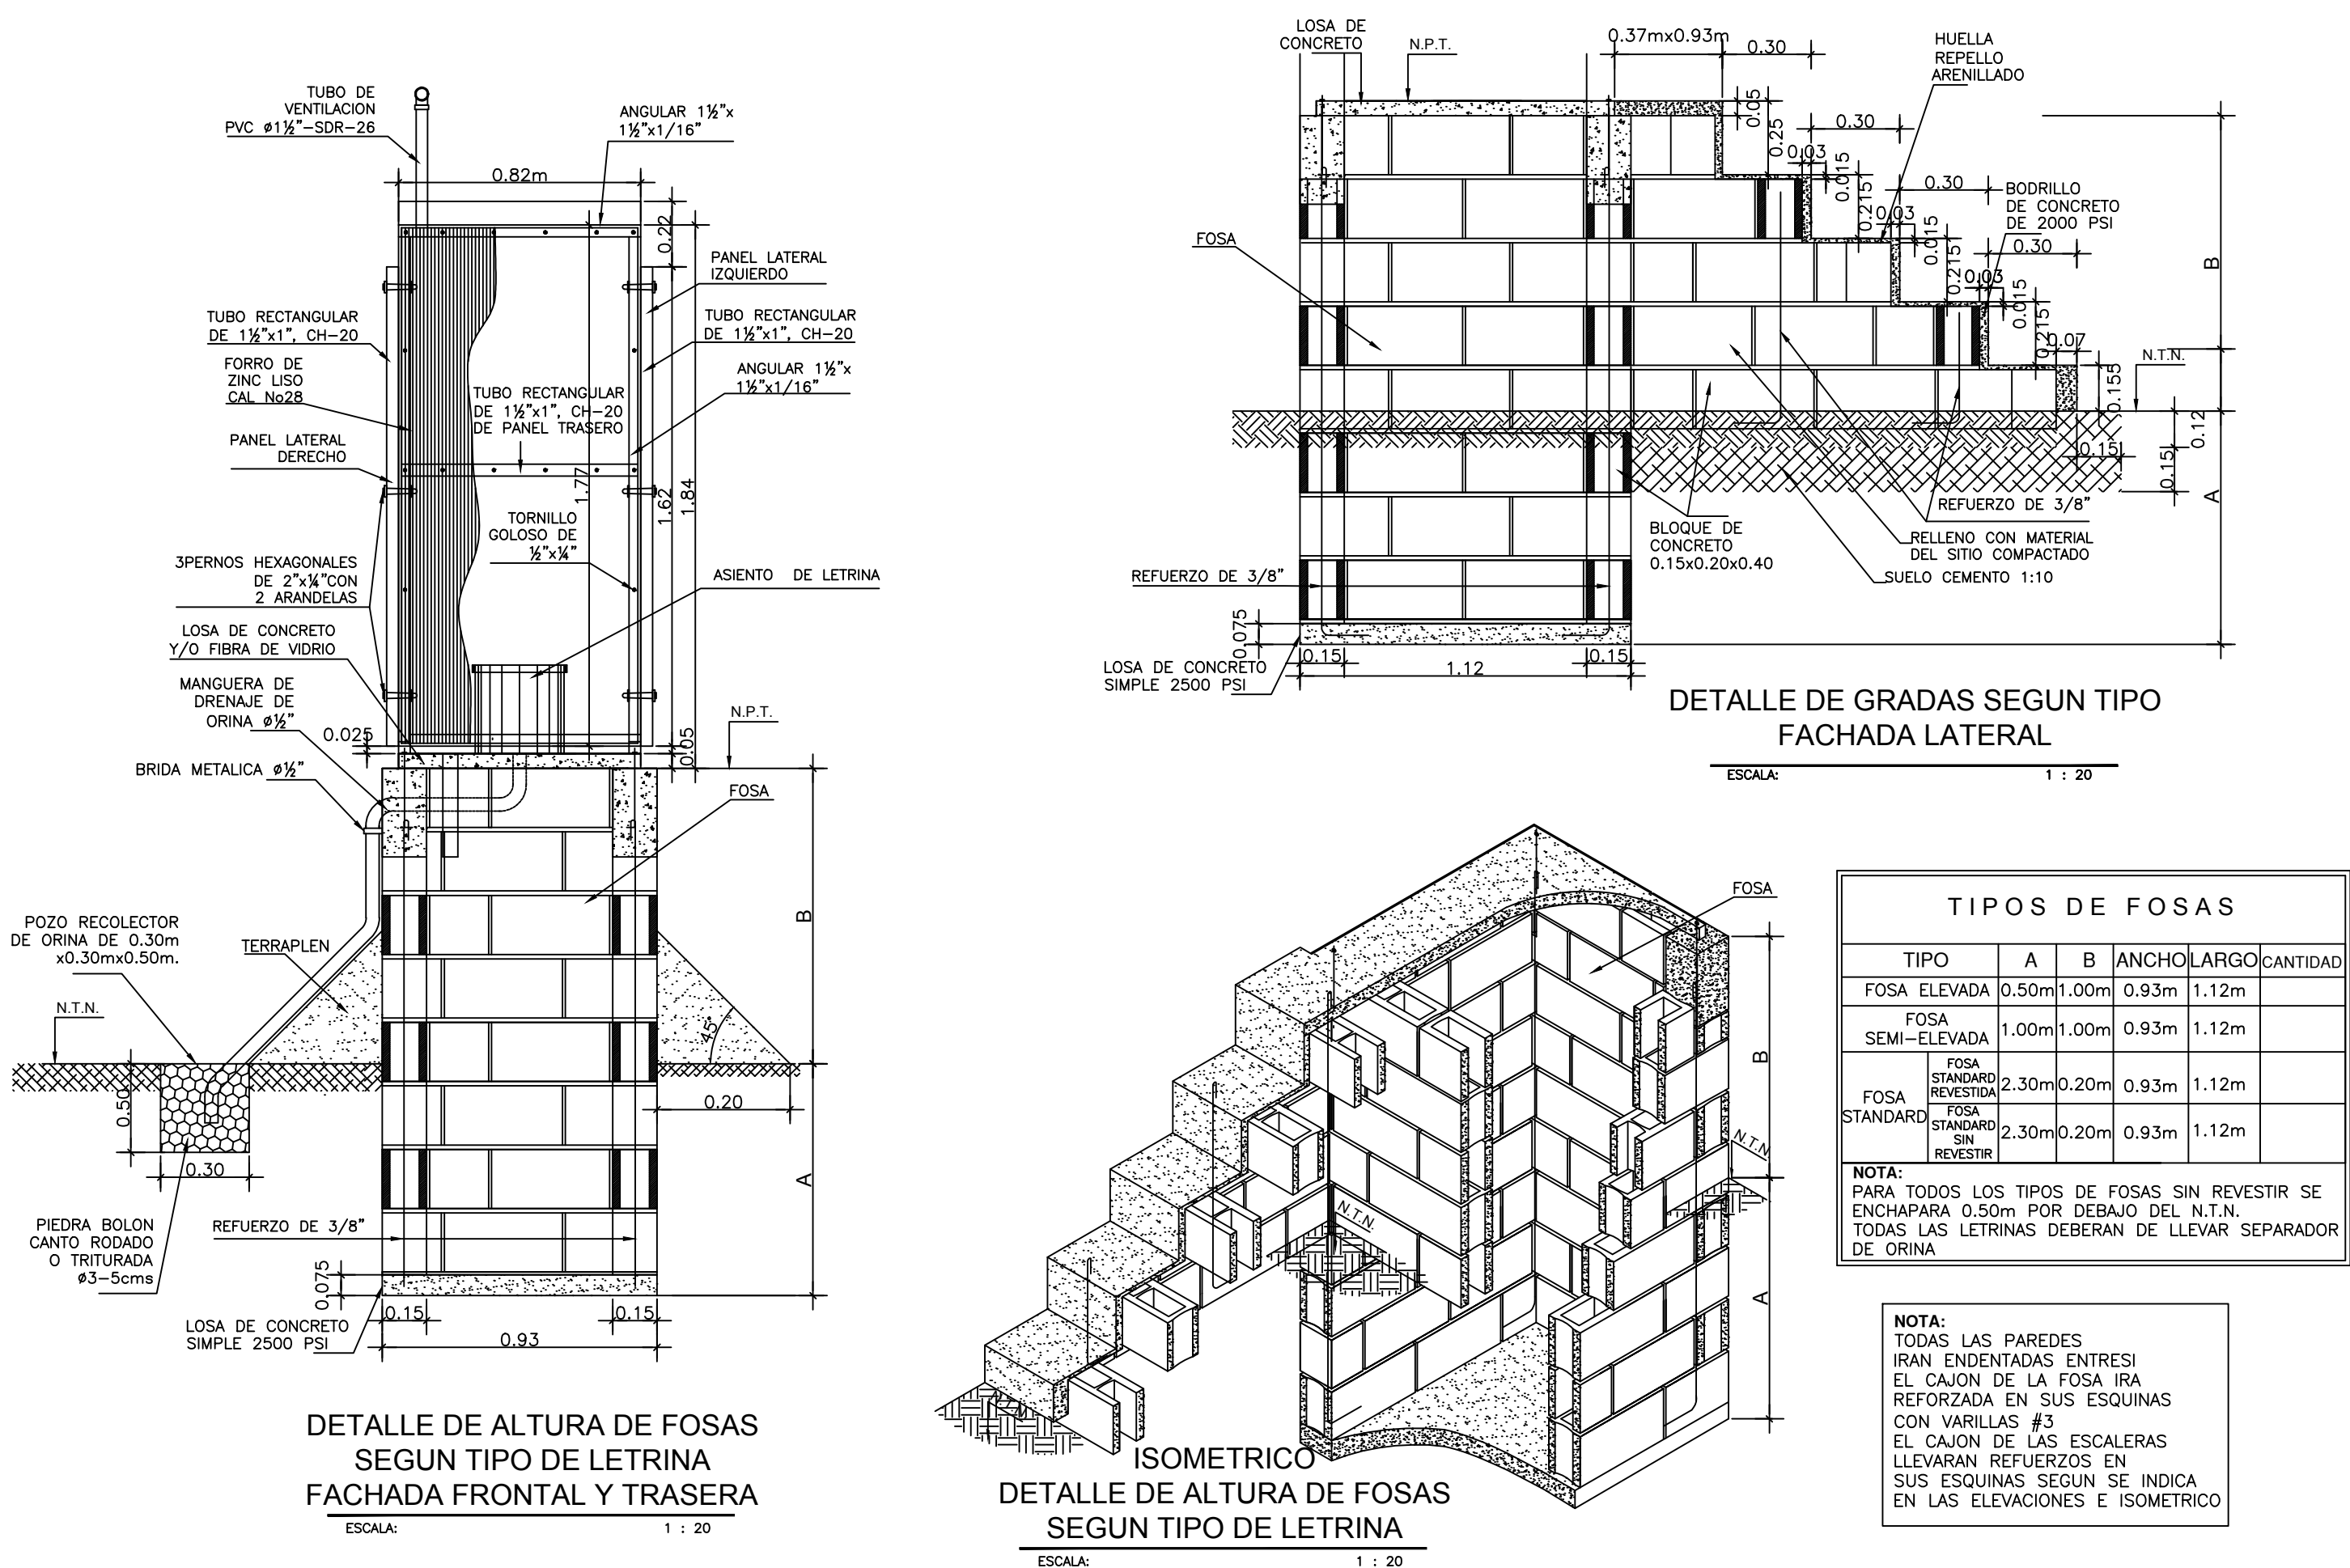 TUBO DE
VENTILACION
PVC ø1½"-SDR-26
ANGULAR 1½"x
1½"x1/16"
0.82m
0.22
PANEL LATERAL
IZQUIERDO
TUBO RECTANGULAR
DE 1½"x1", CH-20
TUBO RECTANGULAR
DE 1½"x1", CH-20
FORRO DE
ZINC LISO
CAL No28
ANGULAR 1½"x
1½"x1/16"
TUBO RECTANGULAR
DE 1½"x1", CH-20
DE PANEL TRASERO
PANEL LATERAL
DERECHO
1.77
1.62
1.84
TORNILLO
GOLOSO DE
½"x¼"
3PERNOS HEXAGONALES
DE 2"x¼"CON
2 ARANDELAS
ASIENTO DE LETRINA
LOSA DE CONCRETO
Y/O FIBRA DE VIDRIO
MANGUERA DE
DRENAJE DE
ORINA ø½"
N.P.T.
0.025
0.05
BRIDA METALICA ø½"
FOSA
B
POZO RECOLECTOR
DE ORINA DE 0.30m
x0.30mx0.50m.
TERRAPLEN
N.T.N.
45°
0.50
0.20
0.30
A
PIEDRA BOLON
CANTO RODADO
O TRITURADA
ø3-5cms
REFUERZO DE 3/8"
0.075
0.15
0.15
0.93
LOSA DE CONCRETO
SIMPLE 2500 PSI
DETALLE DE ALTURA DE FOSAS
SEGUN TIPO DE LETRINA
FACHADA FRONTAL Y TRASERA
ESCALA: 1 : 20
LOSA DE
CONCRETO
N.P.T.
0.37mx0.93m
0.30
HUELLA
REPELLO
ARENILLADO
0.05
0.25
0.30
0.03
0.015
0.215
0.30
BODRILLO
DE CONCRETO
DE 2000 PSI
0.03
0.015
0.215
0.30
0.03
0.015
0.215
0.07
N.T.N.
FOSA
B
0.155
0.12
0.15
0.15
A
REFUERZO DE 3/8"
BLOQUE DE
CONCRETO
0.15x0.20x0.40
RELLENO CON MATERIAL
DEL SITIO COMPACTADO
SUELO CEMENTO 1:10
REFUERZO DE 3/8"
0.075
0.15
0.15
1.12
LOSA DE CONCRETO
SIMPLE 2500 PSI
DETALLE DE GRADAS SEGUN TIPO
FACHADA LATERAL
ESCALA: 1 : 20
FOSA
B
N.T.N
N.T.N.
A
ISOMETRICO
DETALLE DE ALTURA DE FOSAS
SEGUN TIPO DE LETRINA
ESCALA: 1 : 20
TIPOS DE FOSAS
TIPO A B ANCHO LARGO CANTIDAD
FOSA ELEVADA 0.50m 1.00m 0.93m 1.12m
FOSA
SEMI-ELEVADA 1.00m 1.00m 0.93m 1.12m
FOSA
STANDARD
FOSA
STANDARD
REVESTIDA 2.30m 0.20m 0.93m 1.12m
FOSA
STANDARD
SIN
REVESTIR 2.30m 0.20m 0.93m 1.12m
NOTA:
PARA TODOS LOS TIPOS DE FOSAS SIN REVESTIR SE
ENCHAPARA 0.50m POR DEBAJO DEL N.T.N.
TODAS LAS LETRINAS DEBERAN DE LLEVAR SEPARADOR
DE ORINA
NOTA:
TODAS LAS PAREDES
IRAN ENDENTADAS ENTRESI
EL CAJON DE LA FOSA IRA
REFORZADA EN SUS ESQUINAS
CON VARILLAS #3
EL CAJON DE LAS ESCALERAS
LLEVARAN REFUERZOS EN
SUS ESQUINAS SEGUN SE INDICA
EN LAS ELEVACIONES E ISOMETRICO